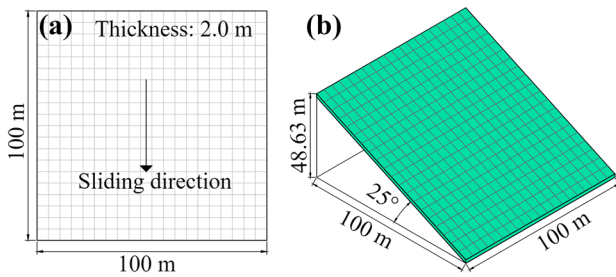 (a) Thickness: 2.0 m
100 m
Sliding direction
100 m
(b)
48.63 m
25°
100 m
100 m